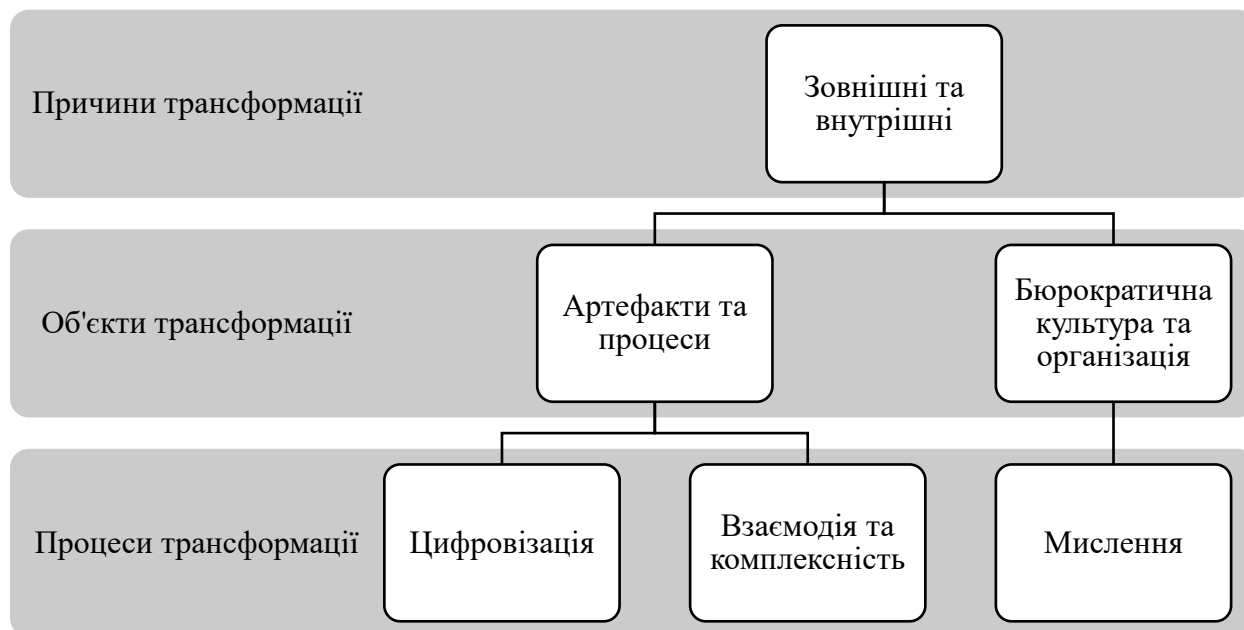 Причини трансформації
Зовнішні та
внутрішні
Об'єкти трансформації
Артефакти та
процеси
Бюрократична
культура та
організація
Процеси трансформації
Цифровізація
Взаємодія та
комплексність
Мислення